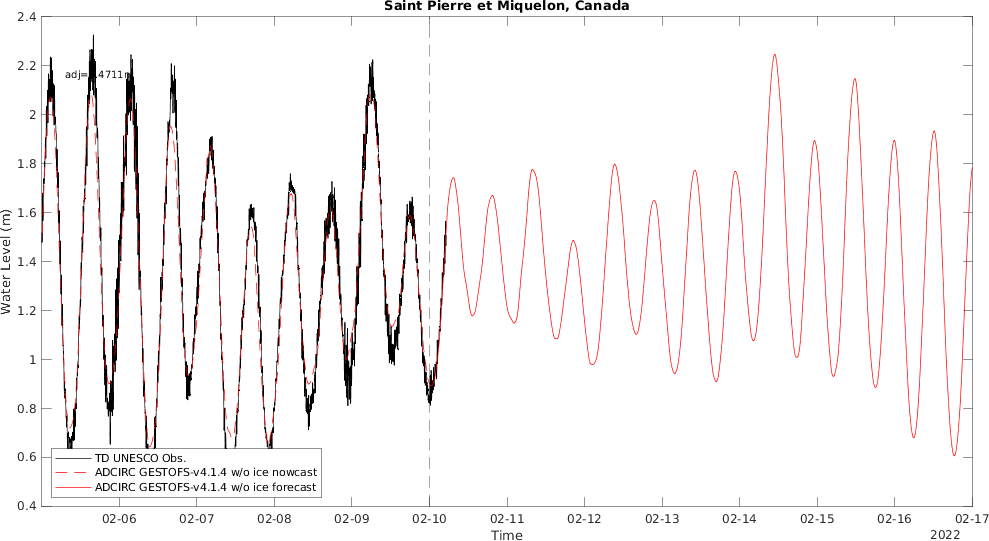 Saint Pierre et Miquelon, Canada
2.4
2.2
2
1.8
1.6
1.4
1.2
1
0.8
0.6
0.4
Water Level (m)
TD UNESCO Obs.
ADCIRC GESTOFS-v4.1.4 w/o ice nowcast
ADCIRC GESTOFS-v4.1.4 w/o ice forecast
02-06 02-07 02-08 02-09 02-10 02-11 02-12 02-13 02-14 02-15 02-16 02-17
Time
2022